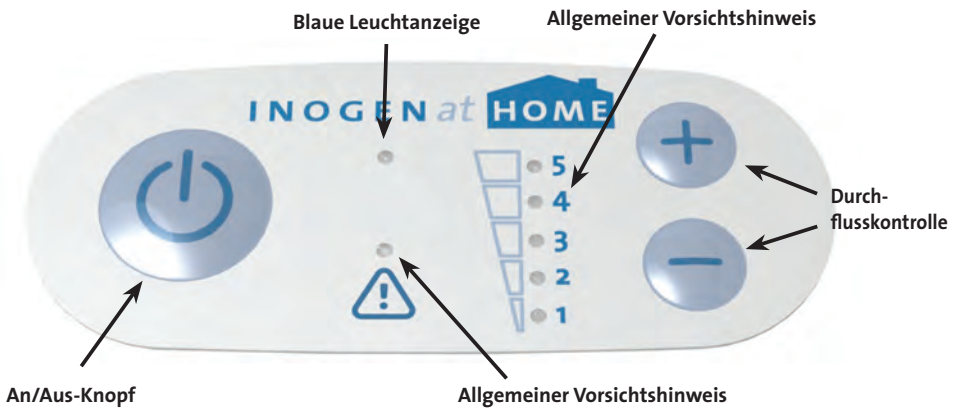 Blaue Leuchtanzeige
Allgemeiner Vorsichtshinweis
INOGEN at HOME
5
4
3
2
1
Durch-
flusskontrolle
An/Aus-Knopf
Allgemeiner Vorsichtshinweis